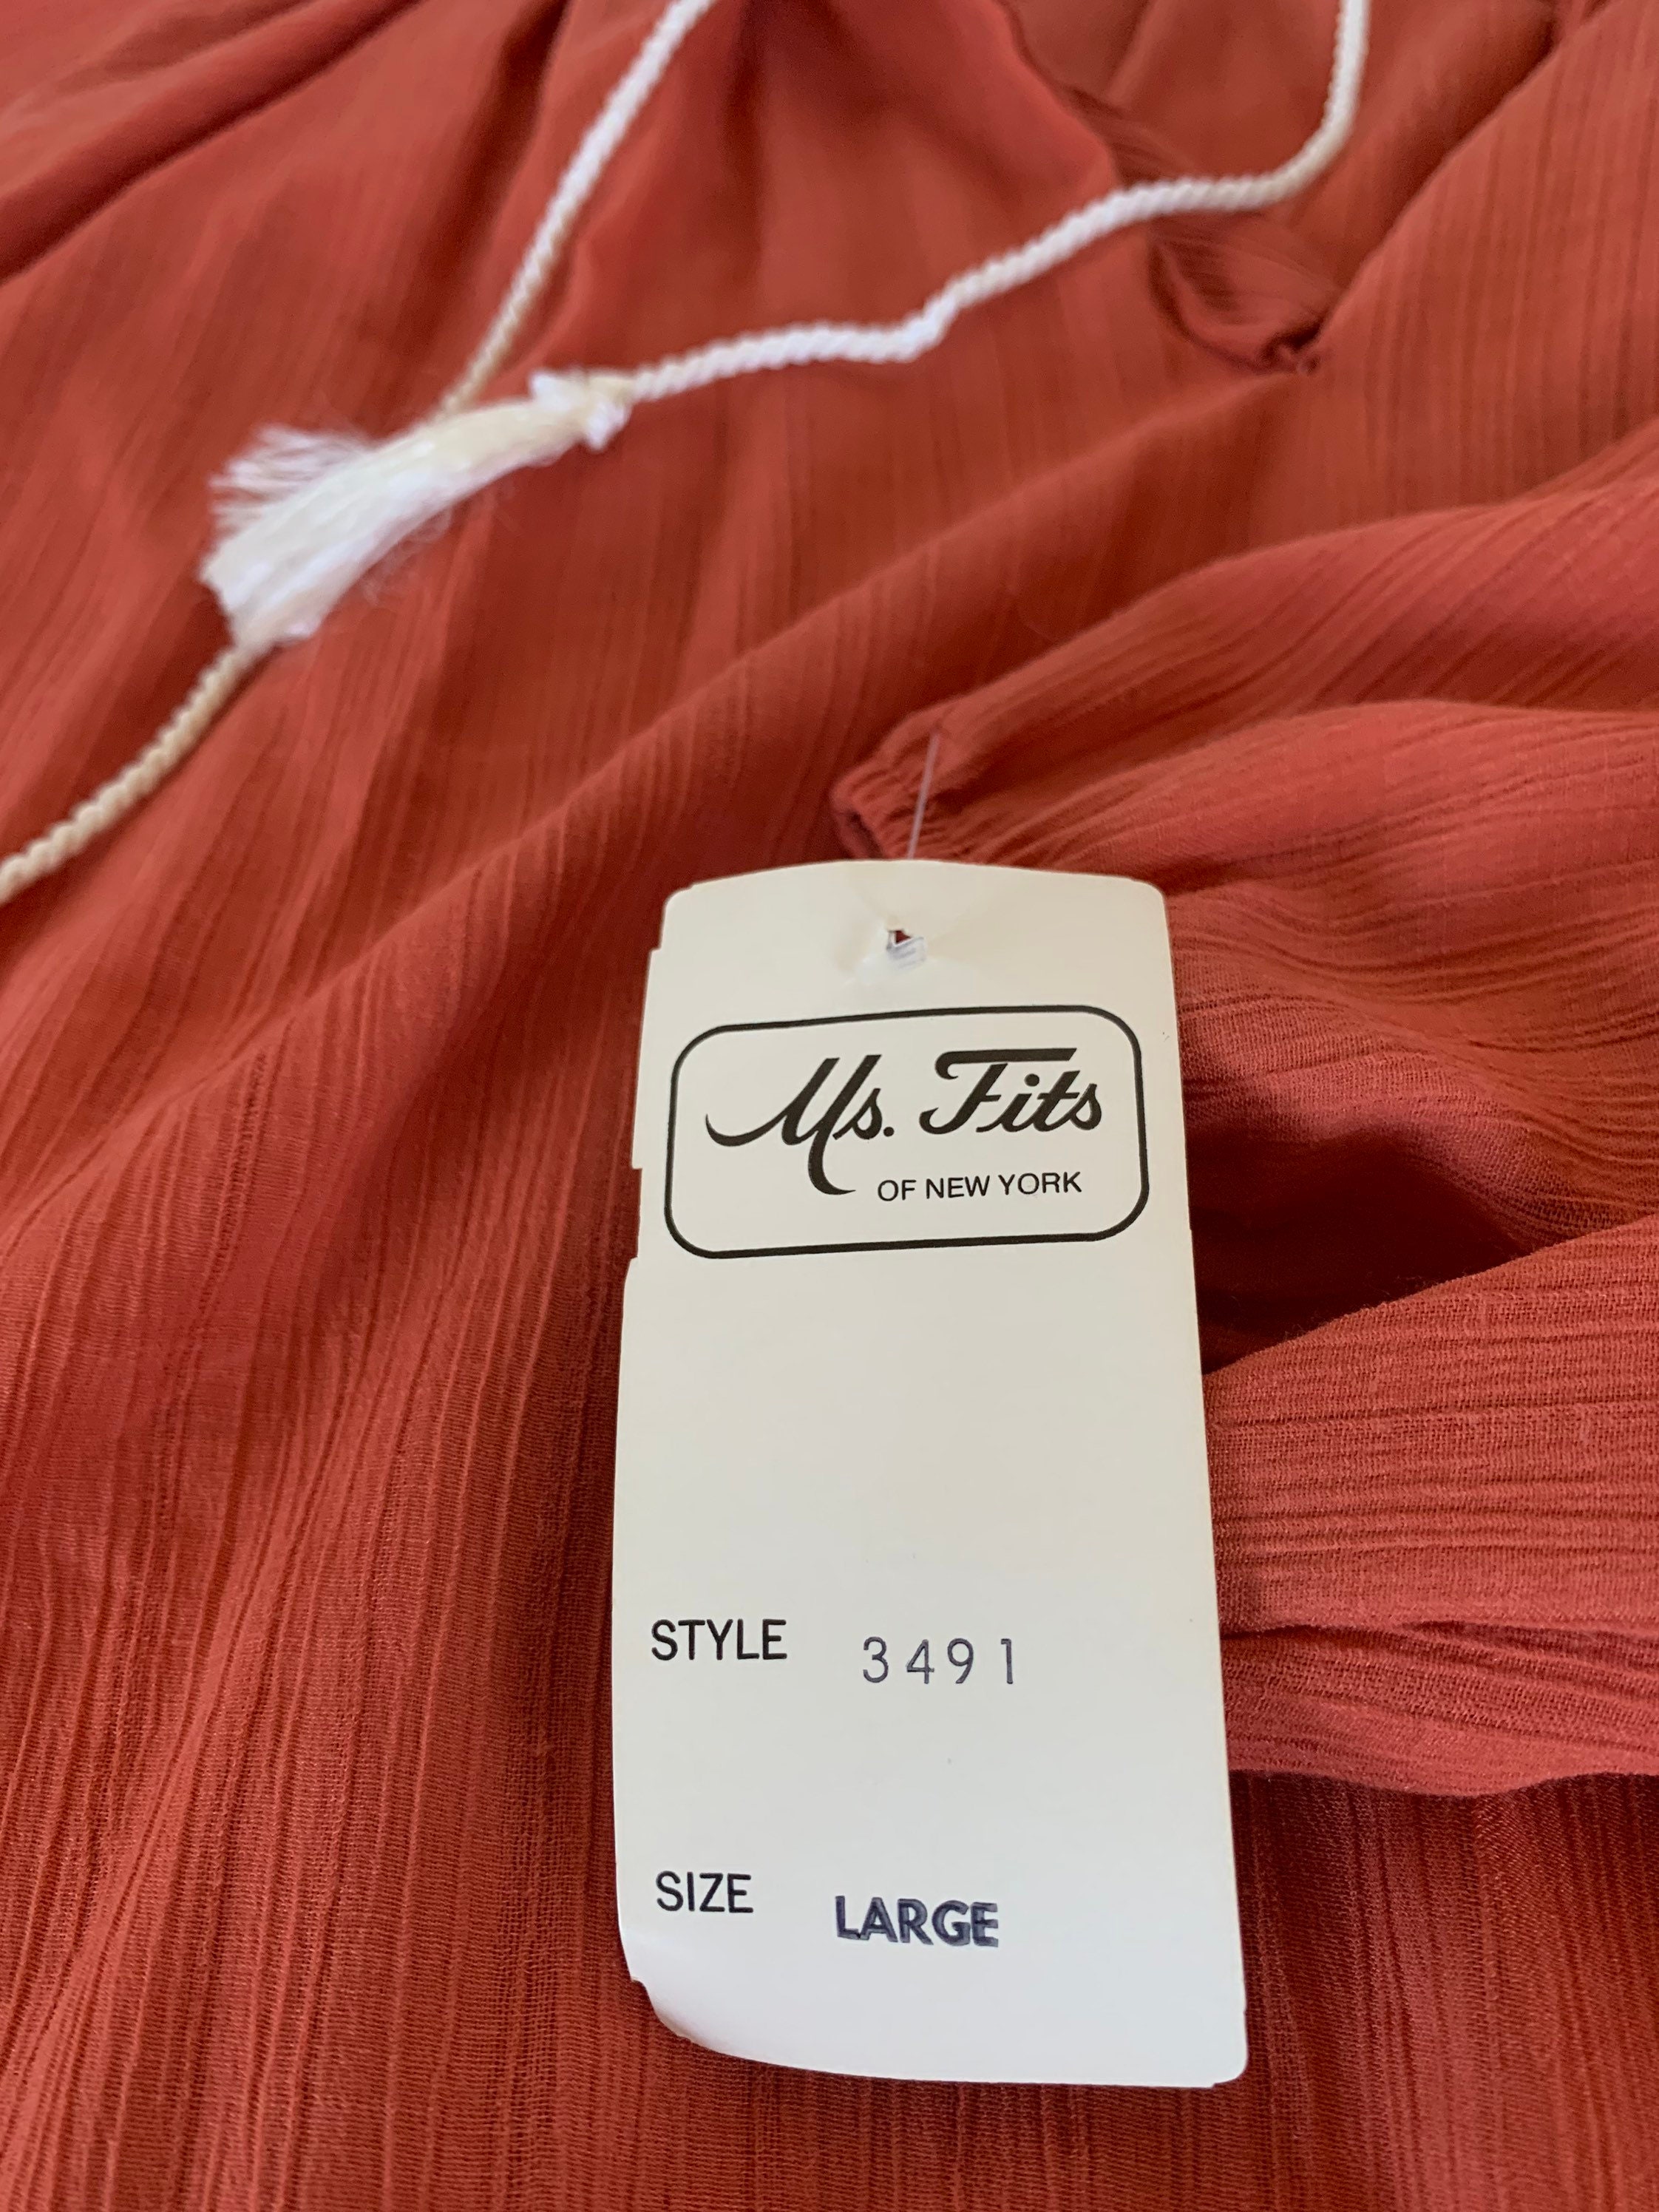 Ms. Fits
OF NEW YORK
STYLE 3491
SIZE LARGE